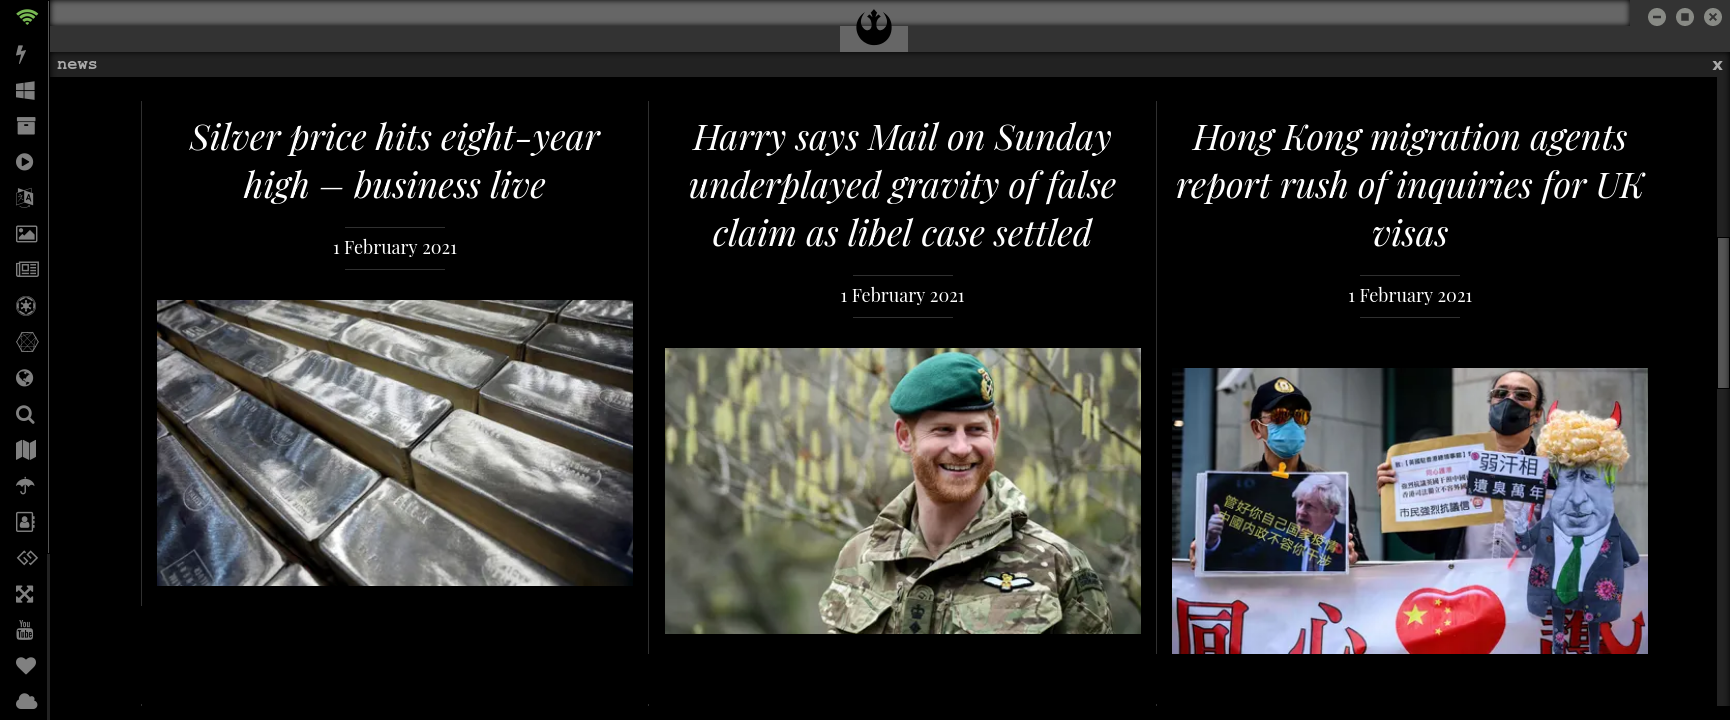 news
x
Silver price hits eight-year
high – business live
1 February 2021
Harry says Mail on Sunday
underplayed gravity of false
claim as libel case settled
1 February 2021
Hong Kong migration agents
report rush of inquiries for UK
visas
1 February 2021
弱汗相
遺臭萬年
市民強烈抗議信
管好你自己国家疫情
中國内政不容你干涉
同心
You
Tube